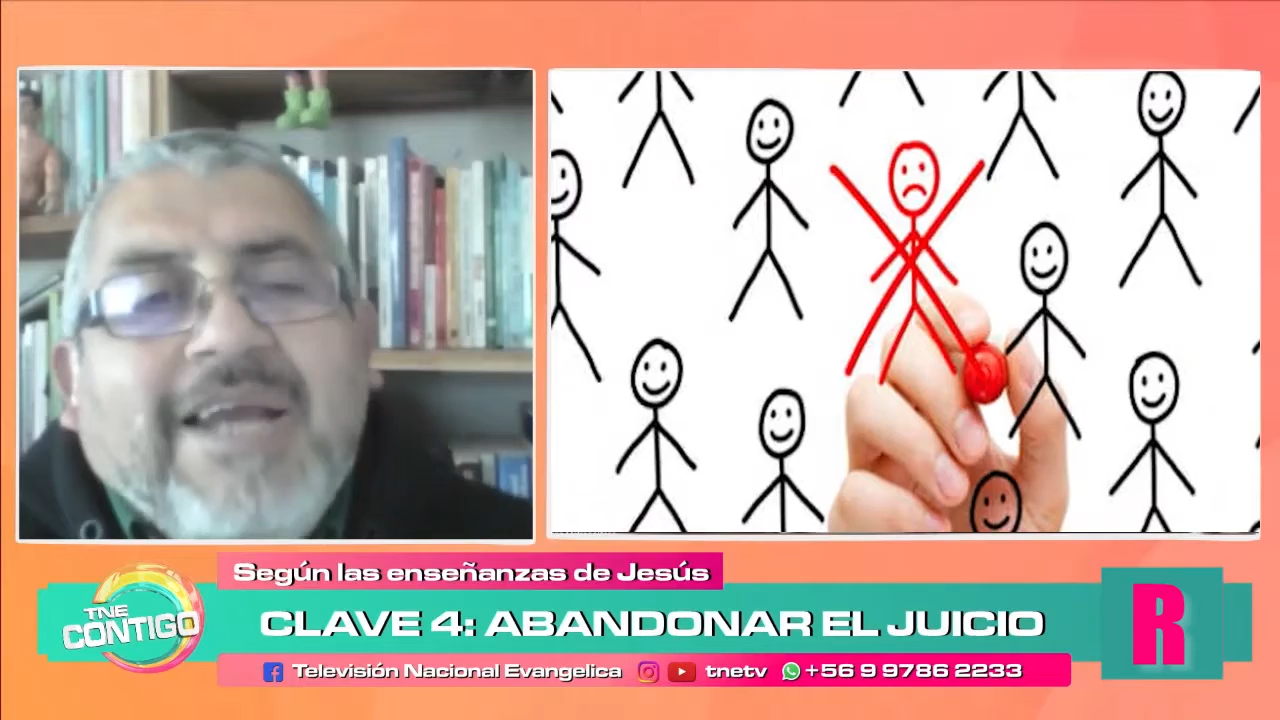 Según las enseñanzas de Jesús
TNE
CONTIGO
CLAVE 4: ABANDONAR EL JUICIO
R
Televisión Nacional Evangelica tnetv +56 9 9786 2233